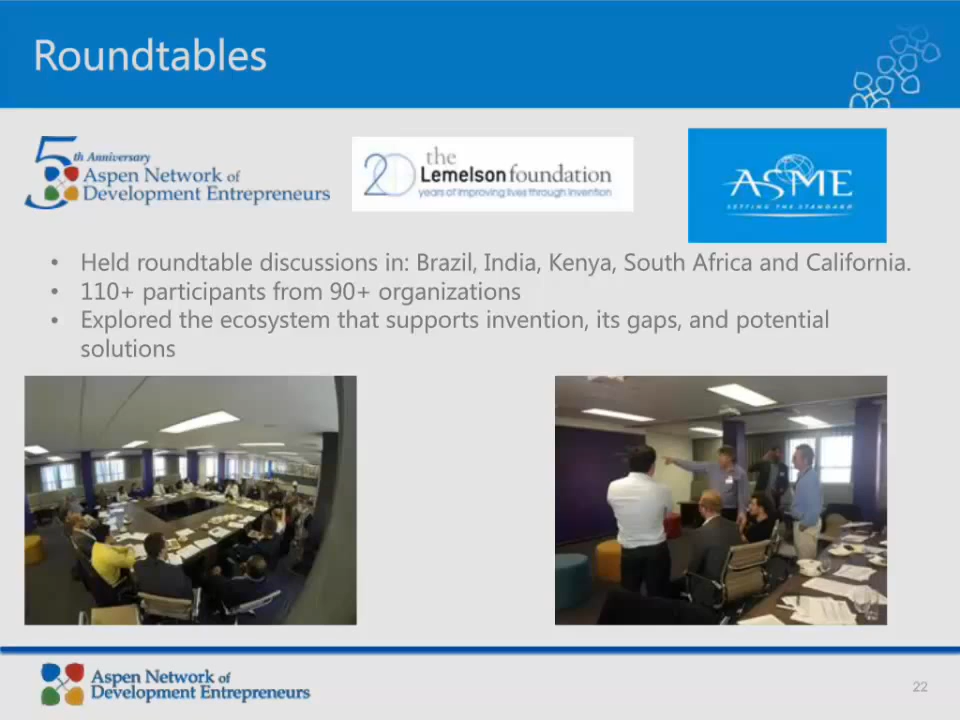 Roundtables
5th Anniversary
Aspen Network of
Development Entrepreneurs
20 the
Lemelson foundation
years of improving lives through invention
ASME
SETTING THE STANDARD
• Held roundtable discussions in: Brazil, India, Kenya, South Africa and California.
• 110+ participants from 90+ organizations
• Explored the ecosystem that supports invention, its gaps, and potential
solutions
Aspen Network of
Development Entrepreneurs
22